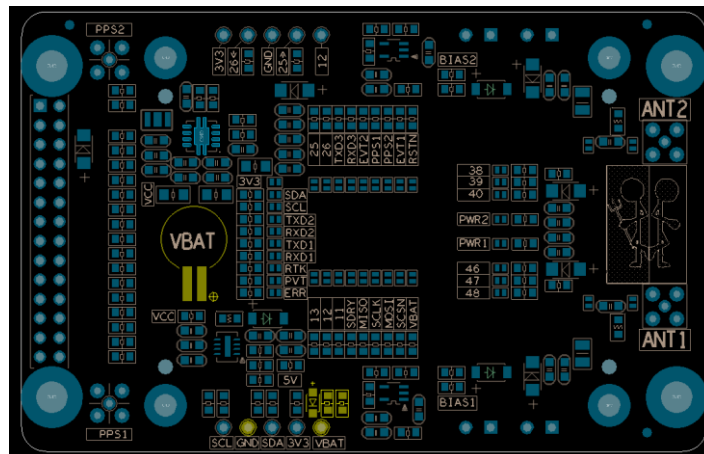 PPS2
3V3
26
GND
25
12
BIAS2
ANT2
25
26
TXD3
RXD3
EVT2
PPS1
PPS2
EVT1
RSTN
VCC
3V3
SDA
SCL
TXD2
RXD2
TXD1
RXD1
RTK
PVT
ERR
VBAT
38
39
40
PWR2
PWR1
46
47
48
13
12
11
SDRY
MISO
SCLK
MOSI
SCSN
VBAT
VCC
5V
ANT1
BIAS1
PPS1
SCL
GND
SDA
3V3
VBAT